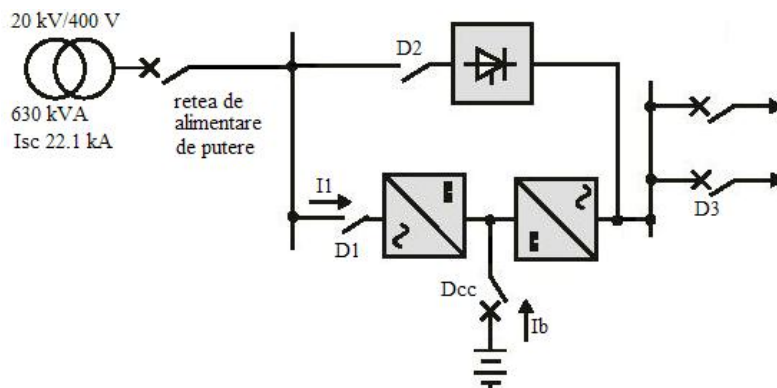 20 kV/400 V
630 kVA
Isc 22.1 kA
retea de
alimentare
de putere
D2
I1
D1
Dcc
Ib
D3